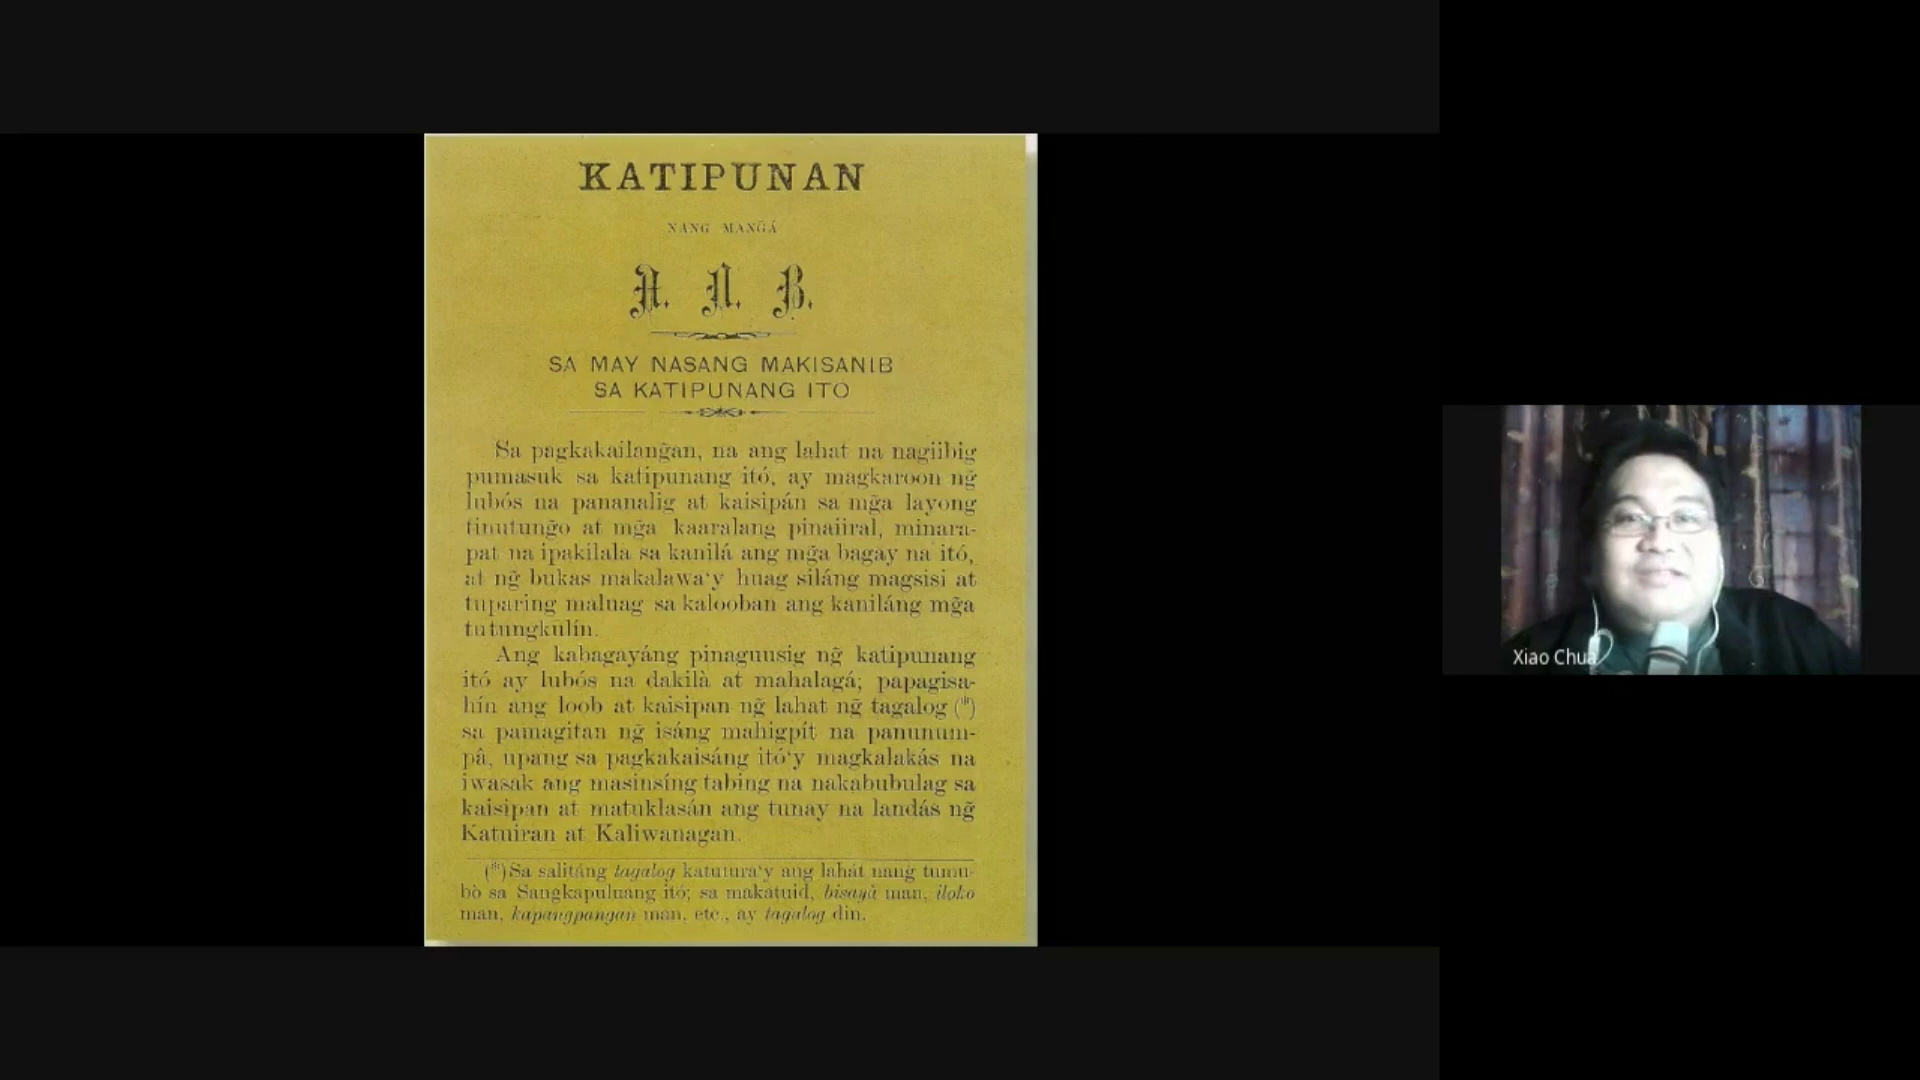 KATIPUNAN
NANG MANG̃Á
A. N. B.
SA MAY NASANG MAKISANIB
SA KATIPUNANG ITO
Sa pagkakailang̃an, na ang lahat na nagiibig
pumasuk sa katipunang itó, ay magkaroon ng̃
lubós na pananalig at kaisipán sa mg̃a layong
tinutung̃o at mg̃a kaaralang pinaiiral, minara-
pat na ipakilala sa kanilá ang mg̃a bagay na itó,
at ng̃ bukas makalawa‘y huag siláng magsisi at
tuparing maluag sa kalooban ang kaniláng mg̃a
tutungkulín.
Ang kabagayáng pinaguusig ng̃ katipunang
itó ay lubós na dakilà at mahalagá; papagisa-
hín ang loob at kaisipan ng̃ lahat ng̃ tagalog (*)
sa pamagitan ng̃ isáng mahigpít na panunum-
pâ, upang sa pagkakaisáng itó‘y magkalakás na
iwasak ang masinsíng tabing na nakabubulag sa
kaisipan at matuklasán ang tunay na landás ng̃
Katuiran at Kaliwanagan.
(*) Sa salitáng tagalog katutura‘y ang lahát nang tumu-
bò sa Sangkapuluang itó; sa makatuid, bisayà man, iloko
man, kapangpangan man, etc., ay tagalog din.
Xiao Chua